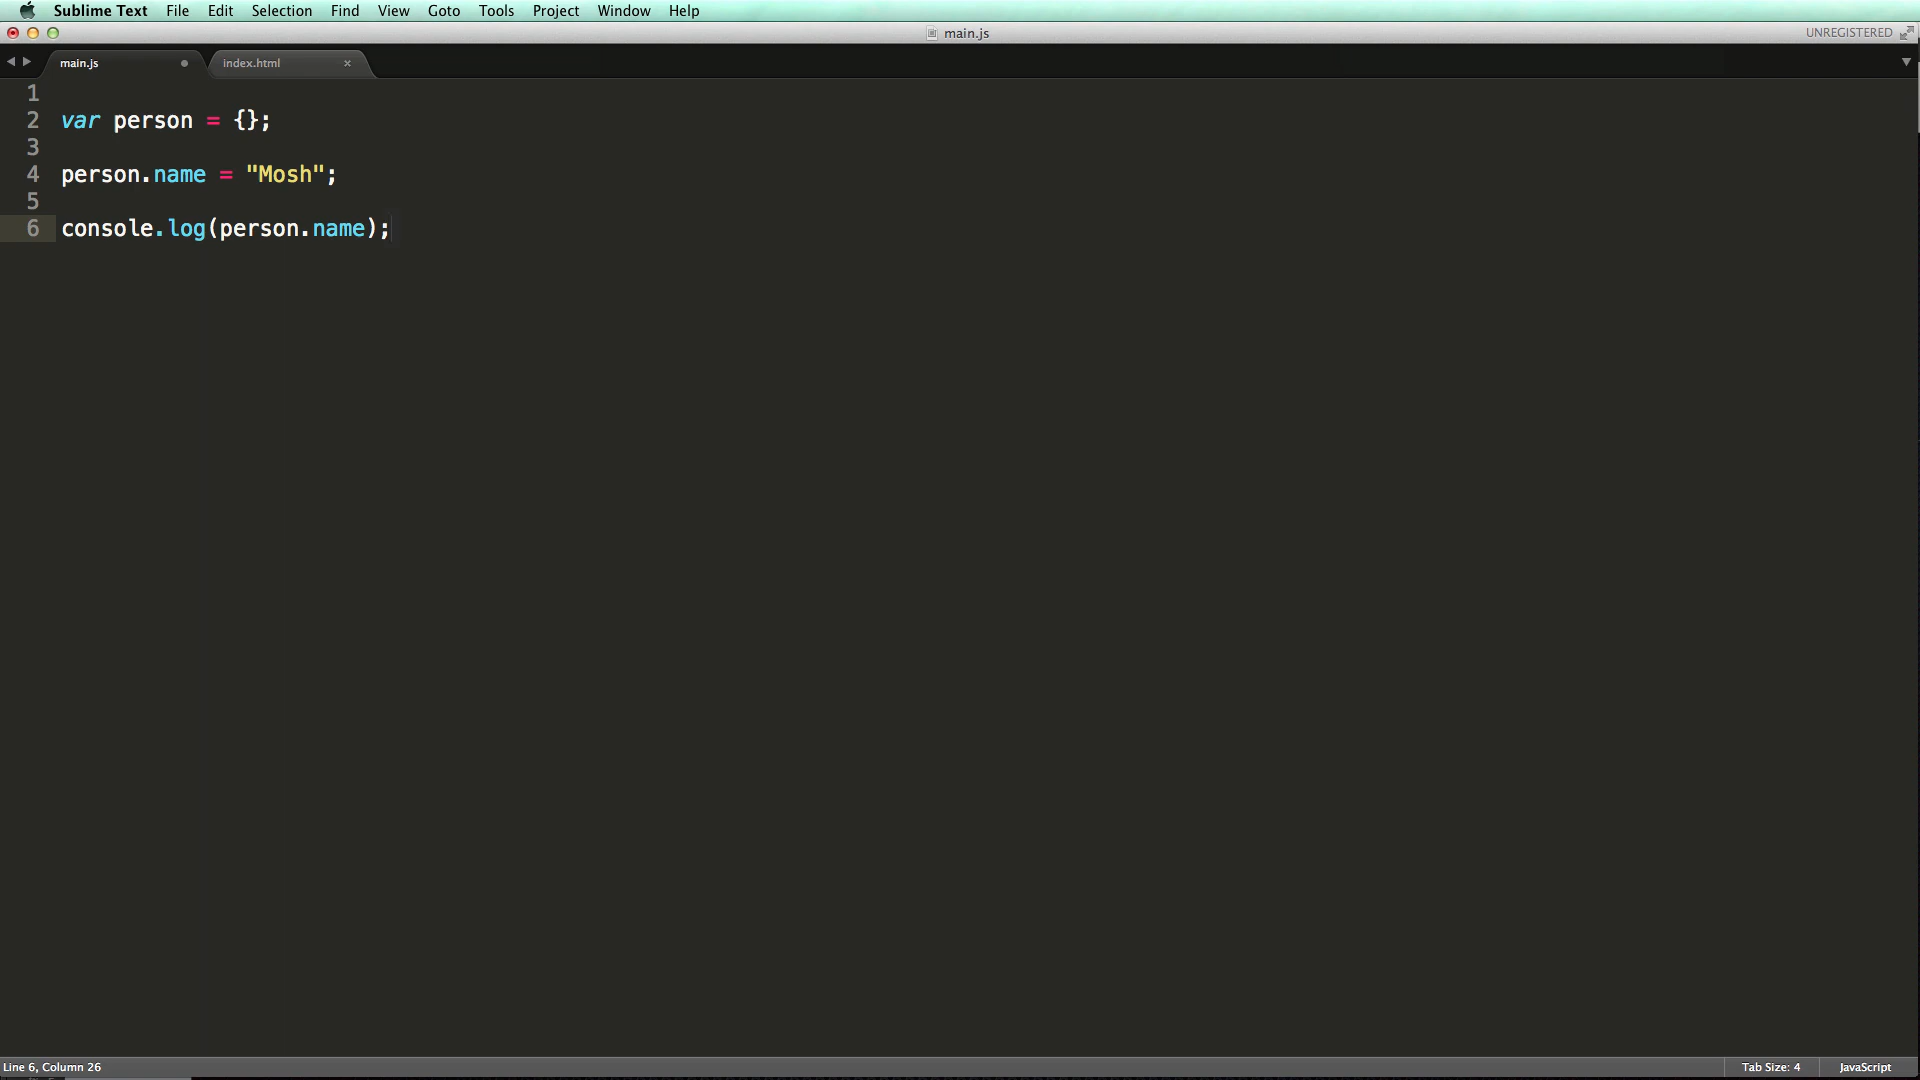 Sublime Text File Edit Selection Find View Goto Tools Project Window Help
main.js UNREGISTERED
main.js index.html
1
2 var person = {};
3
4 person.name = "Mosh";
5
6 console.log(person.name);
Line 6, Column 26 Tab Size: 4 JavaScript